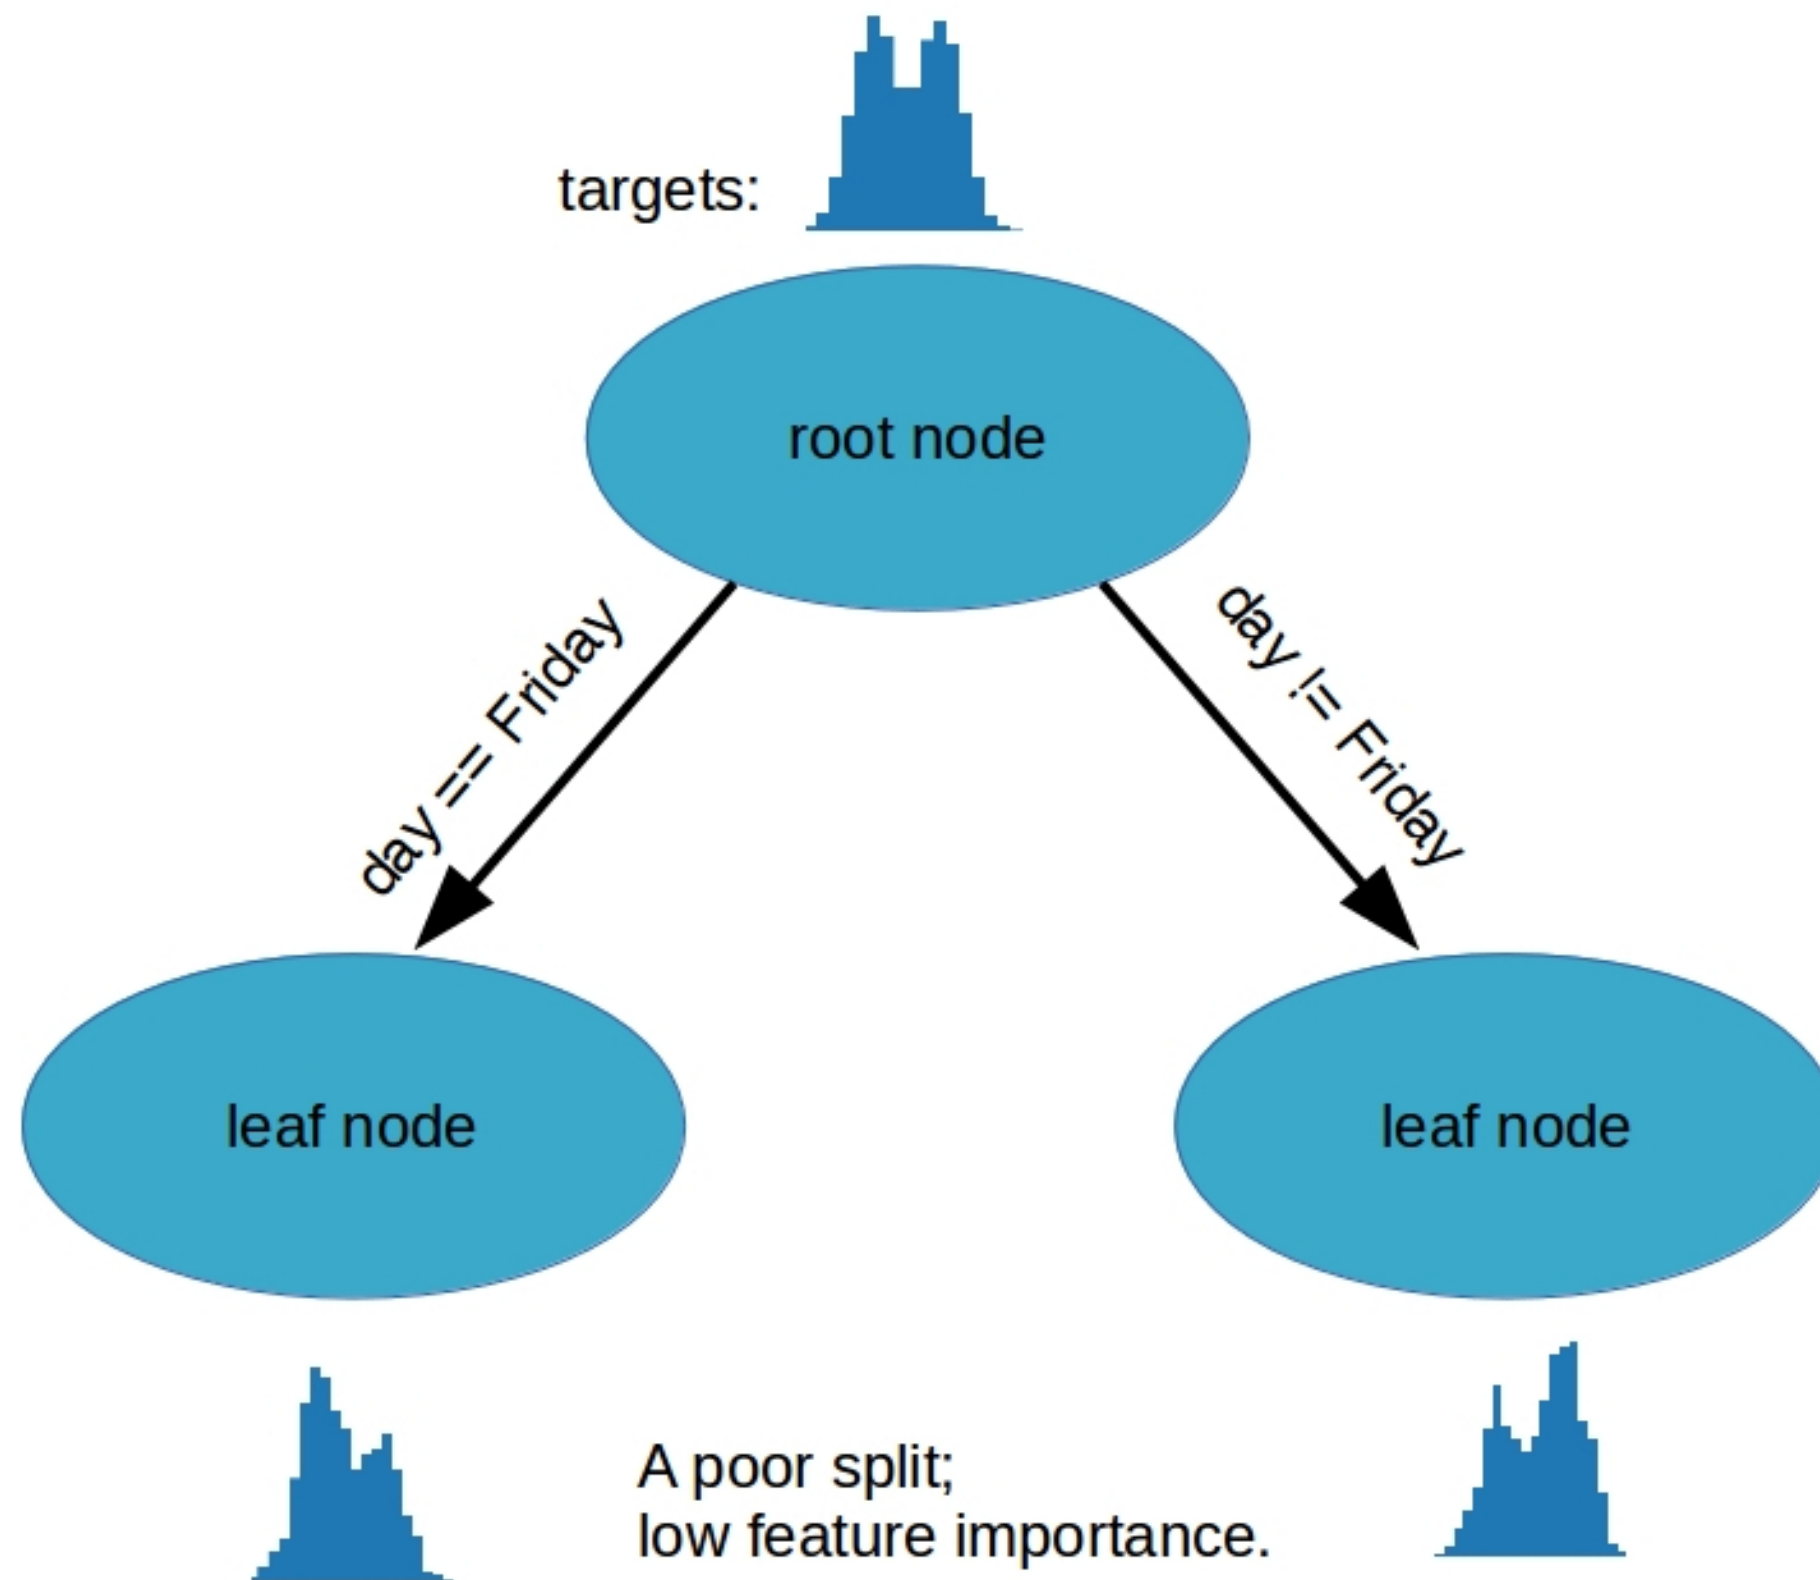 targets:
root node
day == Friday
day != Friday
leaf node
leaf node
A poor split;
low feature importance.